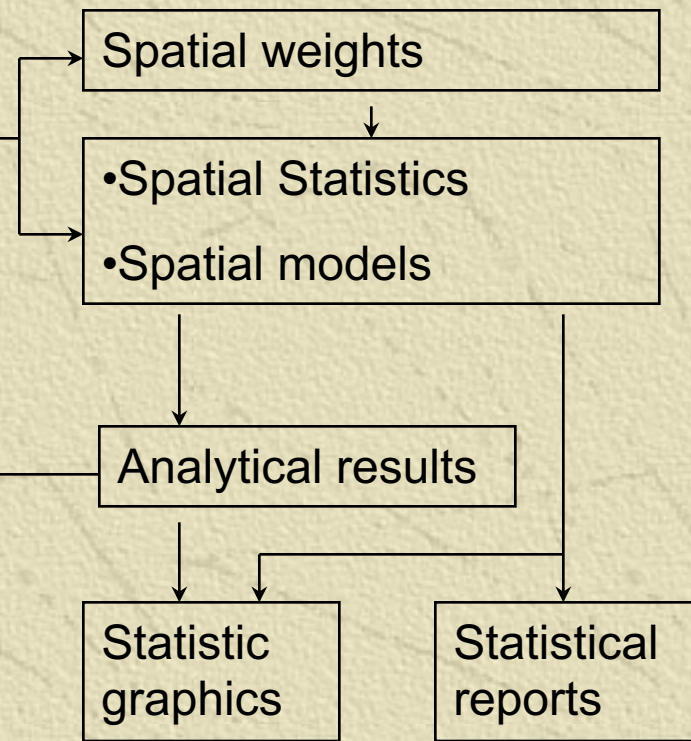 Spatial weights
•Spatial Statistics
•Spatial models
Analytical results
Statistic
graphics
Statistical
reports